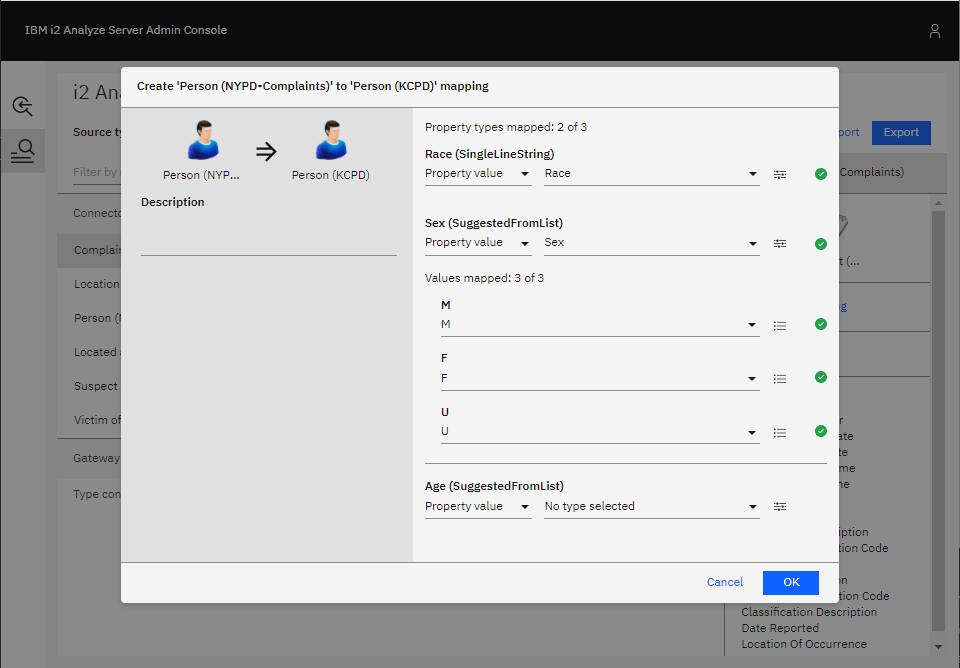 IBM i2 Analyze Server Admin Console
i2 An
Source ty
Filter by
Connecto
Complain
Location
Person (N
Located
Suspect
Victim of
Gateway
Type con
Create 'Person (NYPD-Complaints)' to 'Person (KCPD)' mapping
Person (NYP...
Person (KCPD)
Description
Property types mapped: 2 of 3
Race (SingleLineString)
Property value
Race
Sex (SuggestedFromList)
Property value
Sex
Values mapped: 3 of 3
M
M
F
F
U
U
Age (SuggestedFromList)
Property value
No type selected
Cancel
OK
port
Export
Complaints)
t (...
g
r
ate
te
me
ne
iption
tion Code
on
tion Code
Classification Description
Date Reported
Location Of Occurrence